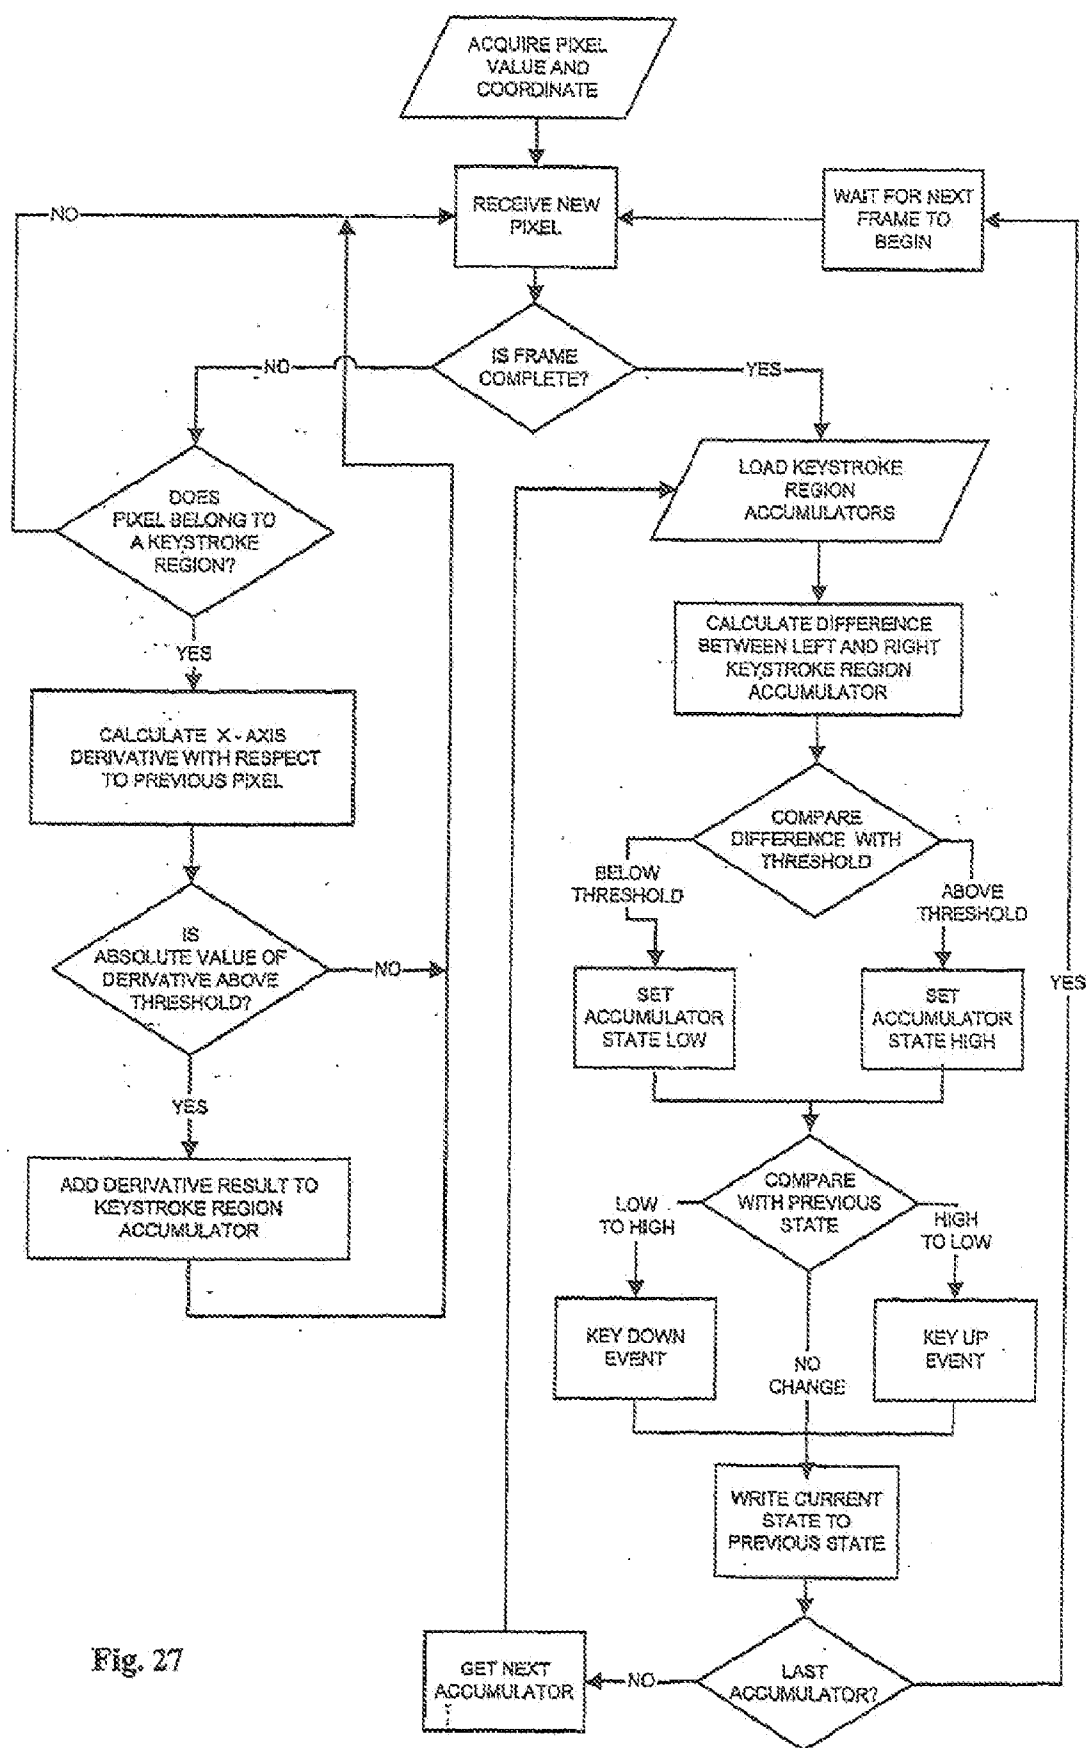 ACQUIRE PIXEL
VALUE AND
COORDINATE
NO
RECEIVE NEW
PIXEL
WAIT FOR NEXT
FRAME TO
BEGIN
IS FRAME
COMPLETE?
NO
YES
DOES
PIXEL BELONG TO
A KEYSTROKE
REGION?
YES
CALCULATE X - AXIS
DERIVATIVE WITH RESPECT
TO PREVIOUS PIXEL
IS
ABSOLUTE VALUE OF
DERIVATIVE ABOVE
THRESHOLD?
NO
YES
ADD DERIVATIVE RESULT TO
KEYSTROKE REGION
ACCUMULATOR
LOAD KEYSTROKE
REGION
ACCUMULATORS
CALCULATE DIFFERENCE
BETWEEN LEFT AND RIGHT
KEYSTROKE REGION
ACCUMULATOR
COMPARE
DIFFERENCE WITH
THRESHOLD
BELOW
THRESHOLD
ABOVE
THRESHOLD
SET
ACCUMULATOR
STATE LOW
SET
ACCUMULATOR
STATE HIGH
YES
COMPARE
WITH PREVIOUS
STATE
LOW
TO HIGH
HIGH
TO LOW
KEY DOWN
EVENT
NO
CHANGE
KEY UP
EVENT
WRITE CURRENT
STATE TO
PREVIOUS STATE
LAST
ACCUMULATOR?
NO
GET NEXT
ACCUMULATOR
Fig. 27